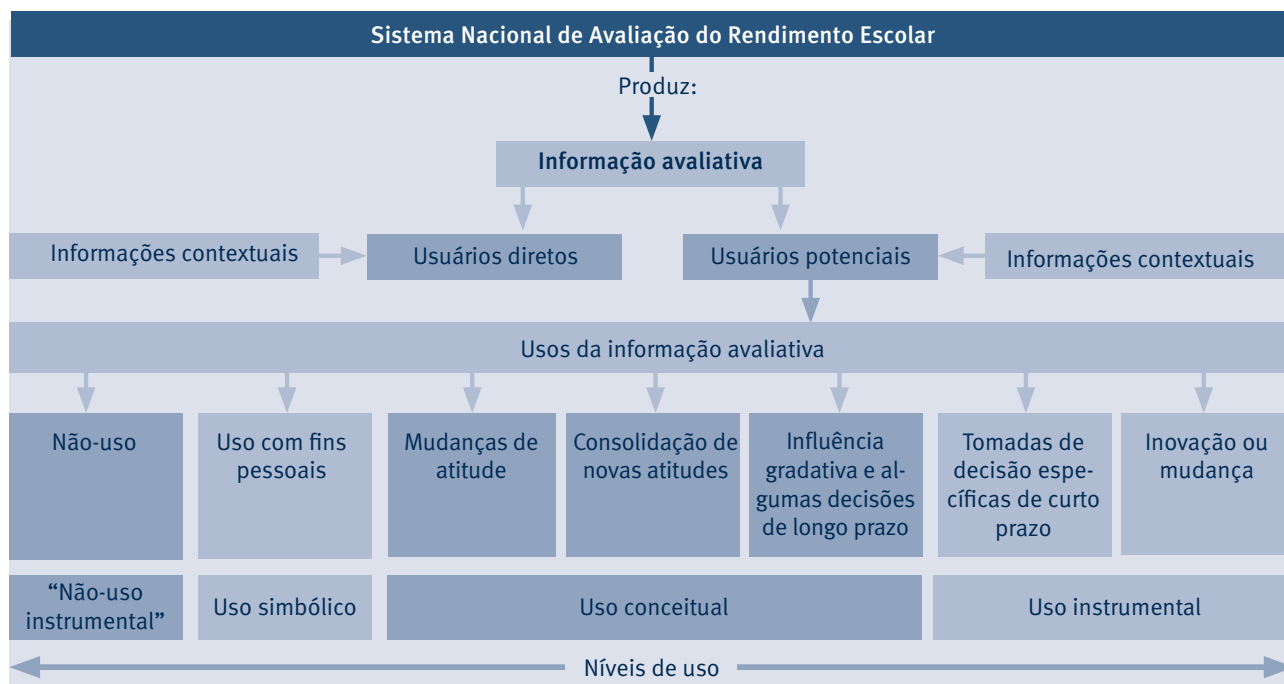 Sistema Nacional de Avaliação do Rendimento Escolar
Produz:
Informação avaliativa
Informações contextuais
Usuários diretos
Usuários potenciais
Informações contextuais
Usos da informação avaliativa
Não-uso
Uso com fins
pessoais
Mudanças de
atitude
Consolidação de
novas atitudes
Influência
gradativa e al-
gumas decisões
de longo prazo
Tomadas de
decisão espe-
cíficas de curto
prazo
Inovação ou
mudança
“Não-uso
instrumental”
Uso simbólico
Uso conceitual
Uso instrumental
Níveis de uso